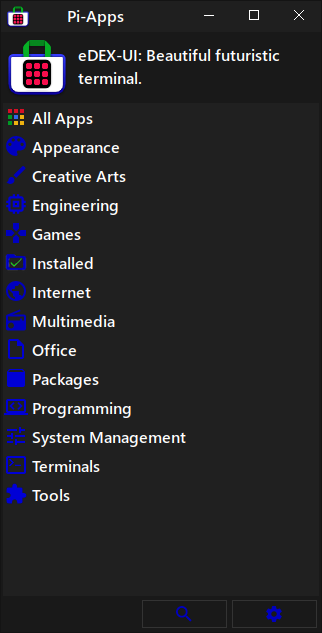 Pi-Apps
eDEX-UI: Beautiful futuristic
terminal.
All Apps
Appearance
Creative Arts
Engineering
Games
Installed
Internet
Multimedia
Office
Packages
Programming
System Management
Terminals
Tools